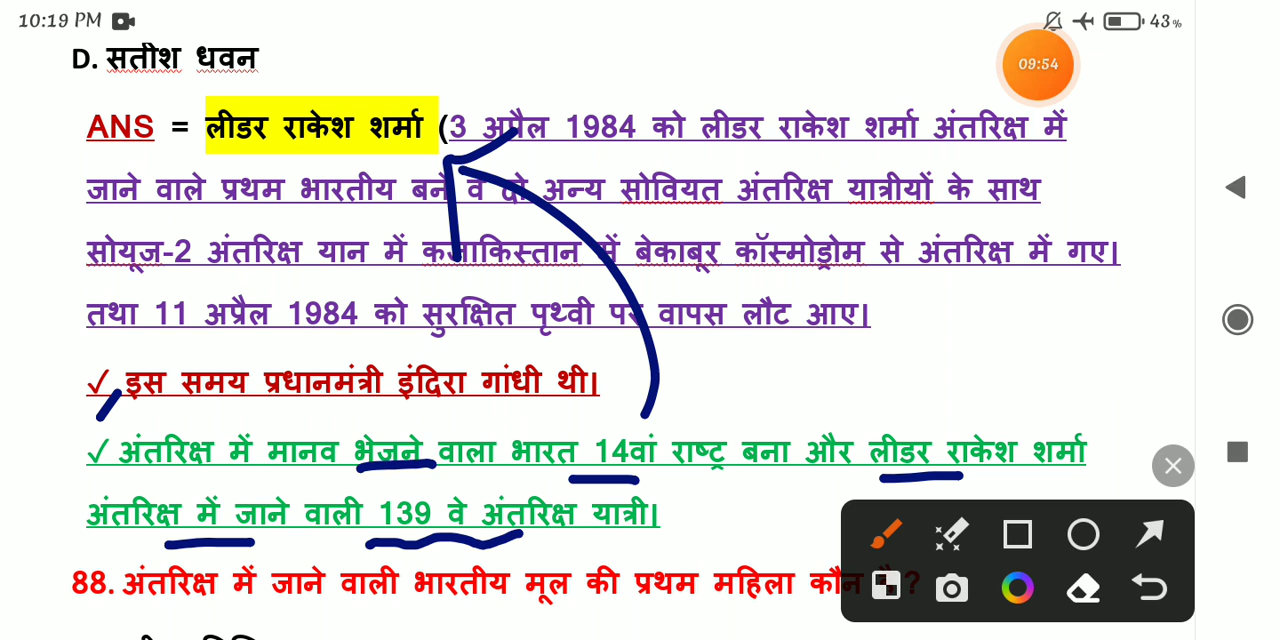 10:19 PM 43%
D. सतीश धवन
09:54
ANS = लीडर राकेश शर्मा (3 अप्रैल 1984 को लीडर राकेश शर्मा अंतरिक्ष में
जाने वाले प्रथम भारतीय बने वे दो अन्य सोवियत अंतरिक्ष यात्रीयों के साथ
सोयूज-2 अंतरिक्ष यान में कजाकिस्तान में बेकाबूर कॉस्मोड्रोम से अंतरिक्ष में गए।
तथा 11 अप्रैल 1984 को सुरक्षित पृथ्वी पर वापस लौट आए।
✓ इस समय प्रधानमंत्री इंदिरा गांधी थी।
✓ अंतरिक्ष में मानव भेजने वाला भारत 14वां राष्ट्र बना और लीडर राकेश शर्मा
अंतरिक्ष में जाने वाली 139 वे अंतरिक्ष यात्री।
88. अंतरिक्ष में जाने वाली भारतीय मूल की प्रथम महिला कौन है?